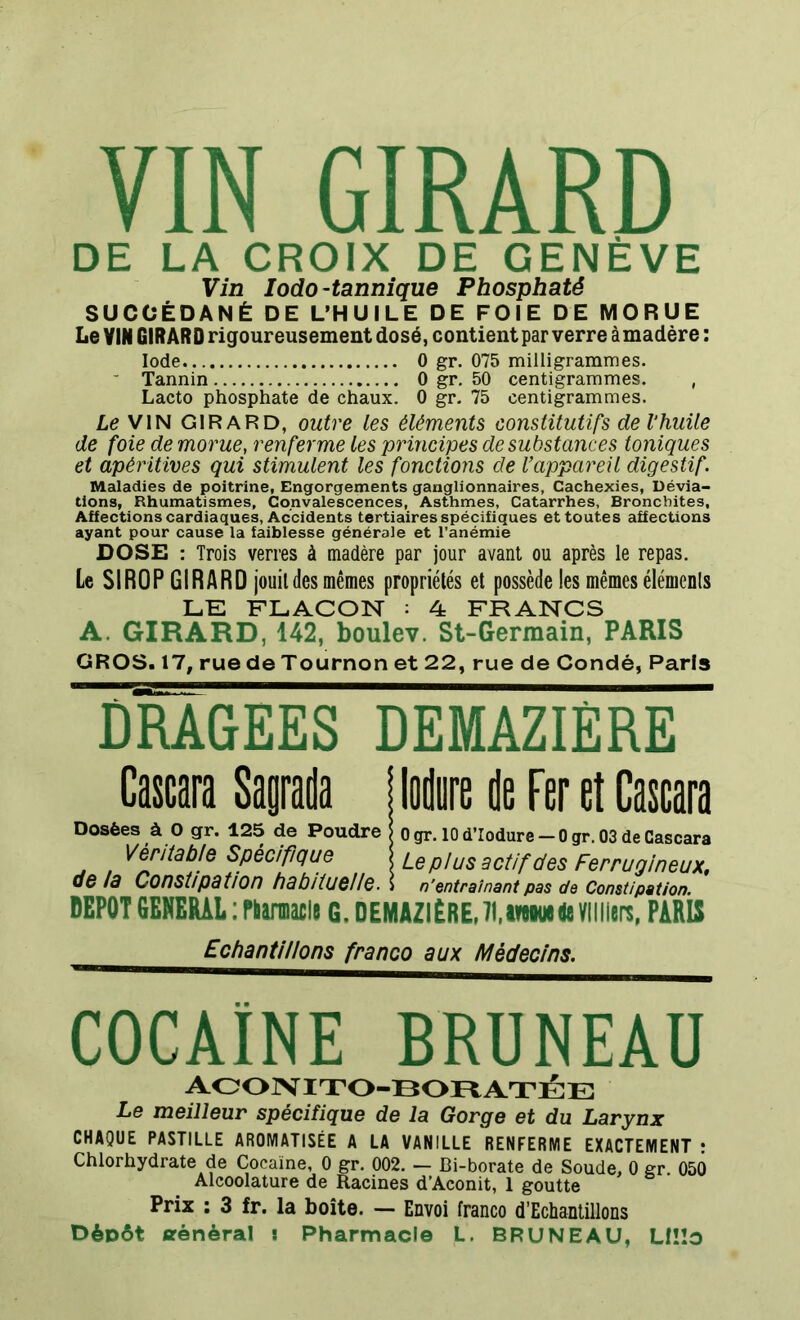 VIN GIRARD
DE LA CROIX DE GENÈVE
Vin Iodo-tannique Phosphaté
SUCCÉDANÉ DE L'HUILE DE FOIE DE MORUE
Le VIN GIRARD rigoureusement dosé, contient par verre à madère :
Iode........................ 0 gr. 075 milligrammes.
Tannin..................... 0 gr. 50 centigrammes.
Lacto phosphate de chaux. 0 gr. 75 centigrammes.
Le VIN GIRARD, outre les éléments constitutifs de l'huile
de foie de morue, renferme les principes de substances toniques
et apéritives qui stimulent les fonctions de l'appareil digestif.
Maladies de poitrine, Engorgements ganglionnaires, Cachexies, Dévia-
tions, Rhumatismes, Convalescences, Asthmes, Catarrhes, Bronchites,
Affections cardiaques, Accidents tertiaires spécifiques et toutes affections
ayant pour cause la faiblesse générale et l'anémie
DOSE : Trois verres à madère par jour avant ou après le repas.
Le SIROP GIRARD jouit des mêmes propriétés et possède les mêmes éléments
LE FLACON : 4 FRANCS
A. GIRARD, 142, boulev. St-Germain, PARIS
GROS. 17, rue de Tournon et 22, rue de Condé, Paris
DRAGEES DEMAZIÈRE
Cascara Sagrada
Dosées à 0 gr. 125 de Poudre
Véritable Spécifique
de la Constipation habituelle.
Iodure de Fer et Cascara
0 gr. 10 d'Iodure — 0 gr. 03 de Cascara
Le plus actif des Ferrugineux,
n'entraînant pas de Constipation.
DEPOT GENERAL : Pharmacie G. DEMAZIÈRE, 71, avenue de Villiers, PARIS
Echantillons franco aux Médecins.
COCAÏNE BRUNEAU
ACONITO-BORATÉE
Le meilleur spécifique de la Gorge et du Larynx
CHAQUE PASTILLE AROMATISÉE A LA VANILLE RENFERME EXACTEMENT :
Chlorhydrate de Cocaïne, 0 gr. 002. — Bi-borate de Soude, 0 gr. 050
Alcoolature de Racines d'Aconit, 1 goutte
Prix : 3 fr. la boîte. — Envoi franco d'Echantillons
Dépôt général : Pharmacie L. BRUNEAU, Lille